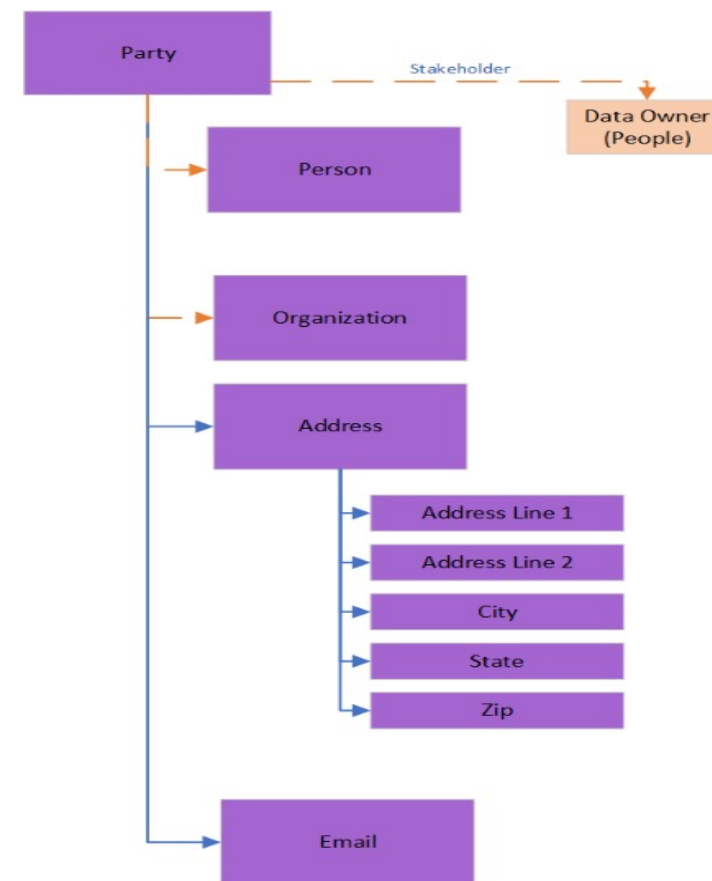 Party
Stakeholder
Data Owner
(People)
Person
Organization
Address
Address Line 1
Address Line 2
City
State
Zip
Email